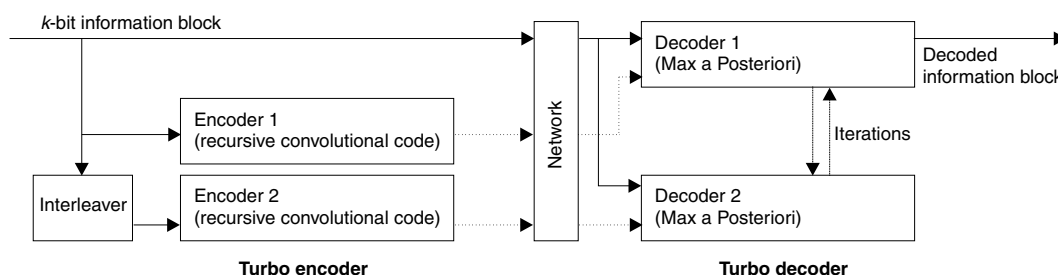 k-bit information block
Decoder 1
(Max a Posteriori)
Decoded
information block
Encoder 1
(recursive convolutional code)
Network
Iterations
Interleaver
Encoder 2
(recursive convolutional code)
Decoder 2
(Max a Posteriori)
Turbo encoder
Turbo decoder